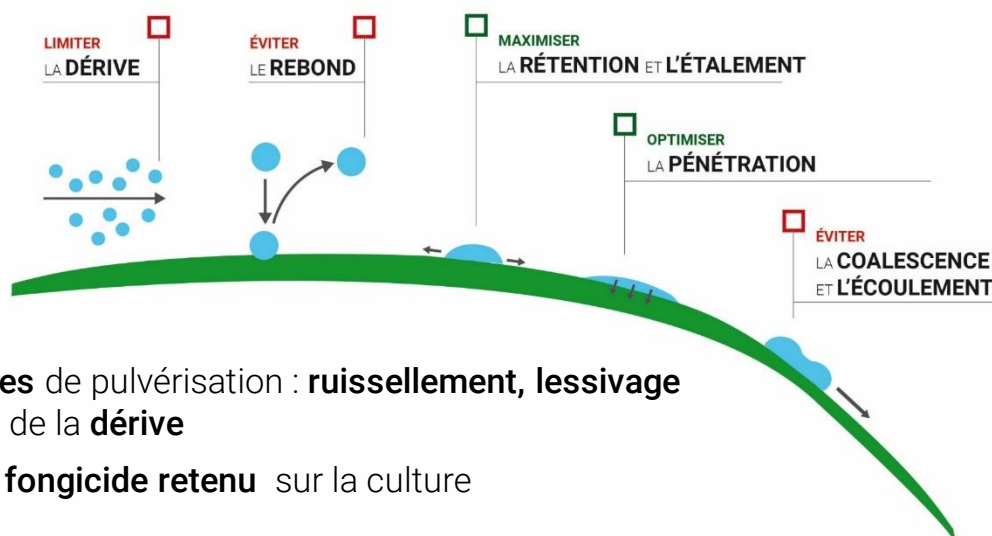 LIMITER
LA DÉRIVE
ÉVITER
LE REBOND
MAXIMISER
LA RÉTENTION ET L'ÉTALEMENT
OPTIMISER
LA PÉNÉTRATION
ÉVITER
LA COALESCENCE
ET L'ÉCOULEMENT
de pulvérisation : ruissellement, lessivage
de la dérive
fongicide retenu sur la culture